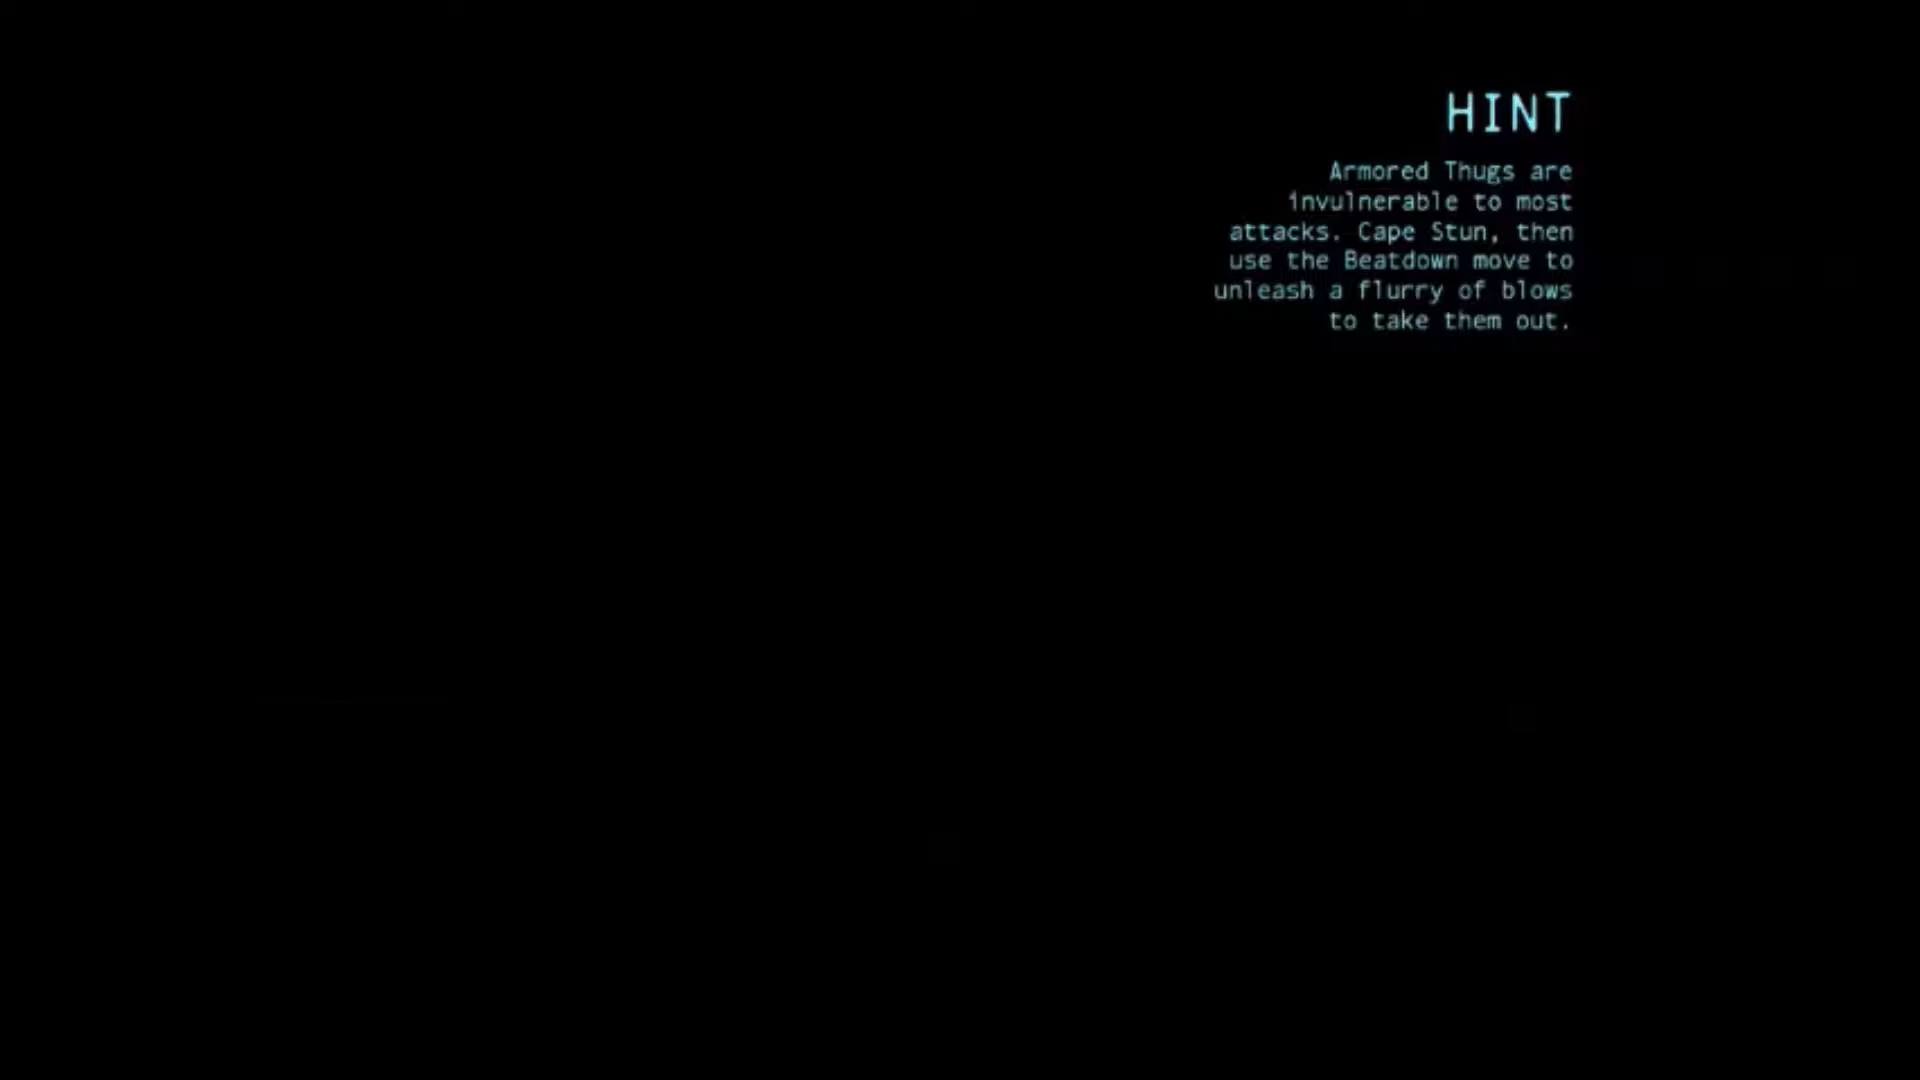 HINT
Armored Thugs are
invulnerable to most
attacks. Cape Stun, then
use the Beatdown move to
unleash a flurry of blows
to take them out.